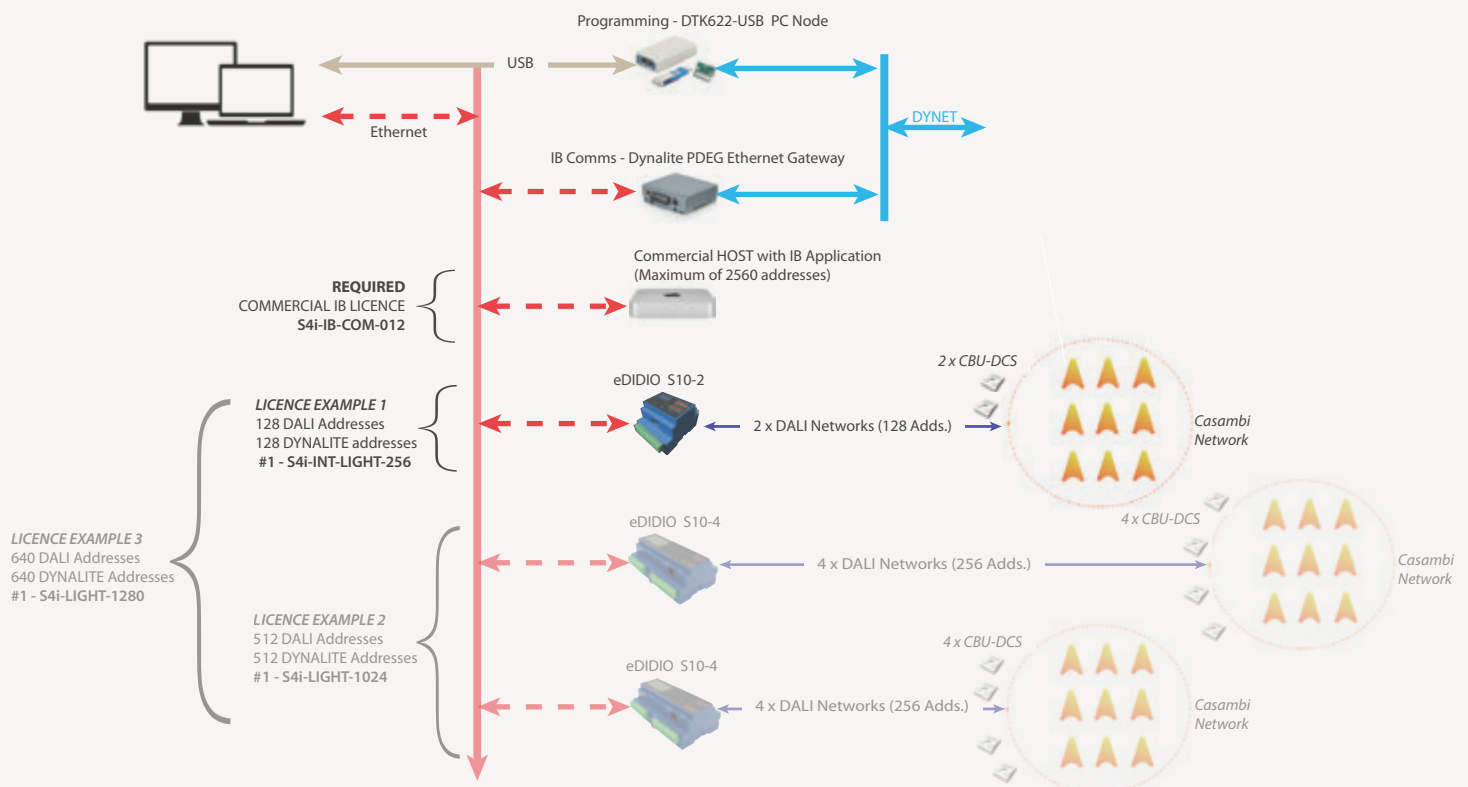 Programming - DTK622-USB PC Node
USB
Ethernet
DYNET
IB Comms - Dynalite PDEG Ethernet Gateway
Commercial HOST with IB Application
(Maximum of 2560 addresses)
REQUIRED
COMMERCIAL IB LICENCE
S4i-IB-COM-012
2 x CBU-DCS
eDIDIO S10-2
LICENCE EXAMPLE 1
128 DALI Addresses
128 DYNALITE addresses
#1 - S4i-INT-LIGHT-256
2 x DALI Networks (128 Adds.)
Casambi
Network
eDIDIO S10-4
4 x CBU-DCS
4 x DALI Networks (256 Adds.)
Casambi
Network
LICENCE EXAMPLE 3
640 DALI Addresses
640 DYNALITE Addresses
#1 - S4i-LIGHT-1280
LICENCE EXAMPLE 2
512 DALI Addresses
512 DYNALITE Addresses
#1 - S4i-LIGHT-1024
4 x CBU-DCS
eDIDIO S10-4
4 x DALI Networks (256 Adds.)
Casambi
Network